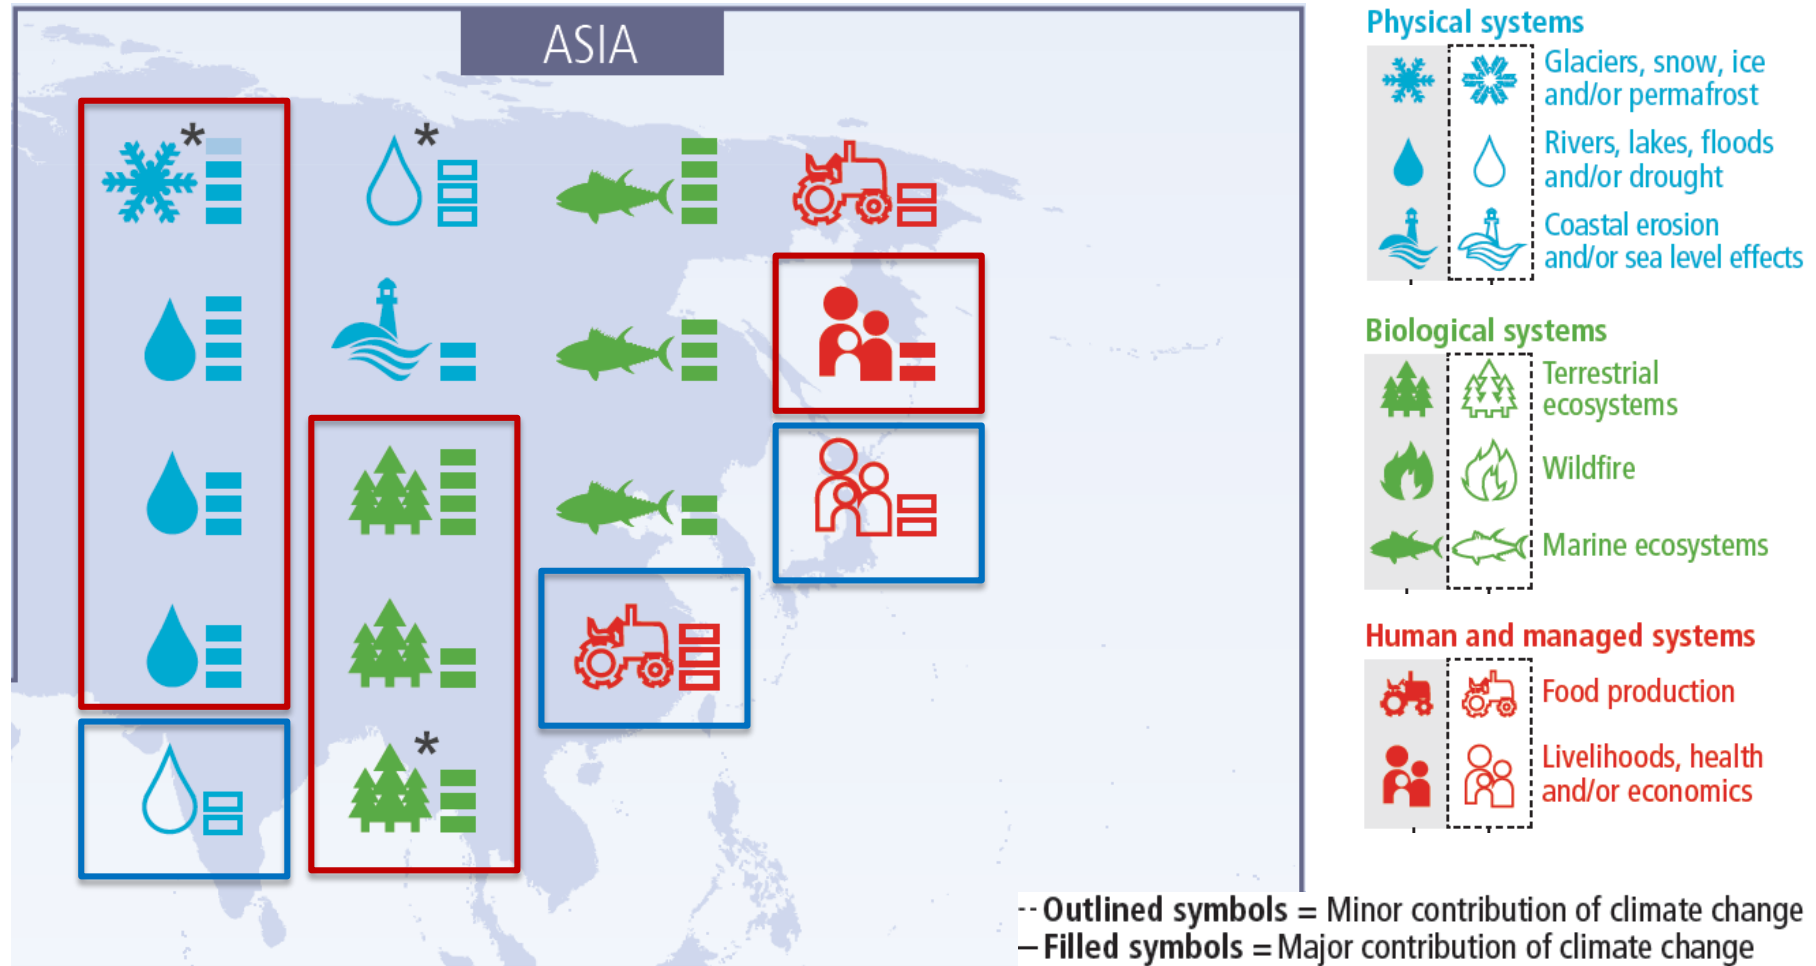 ASIA
*
*
*
Physical systems
Glaciers, snow, ice
and/or permafrost
Rivers, lakes, floods
and/or drought
Coastal erosion
and/or sea level effects
Biological systems
Terrestrial
ecosystems
Wildfire
Marine ecosystems
Human and managed systems
Food production
Livelihoods, health
and/or economics
-- Outlined symbols = Minor contribution of climate change
— Filled symbols = Major contribution of climate change